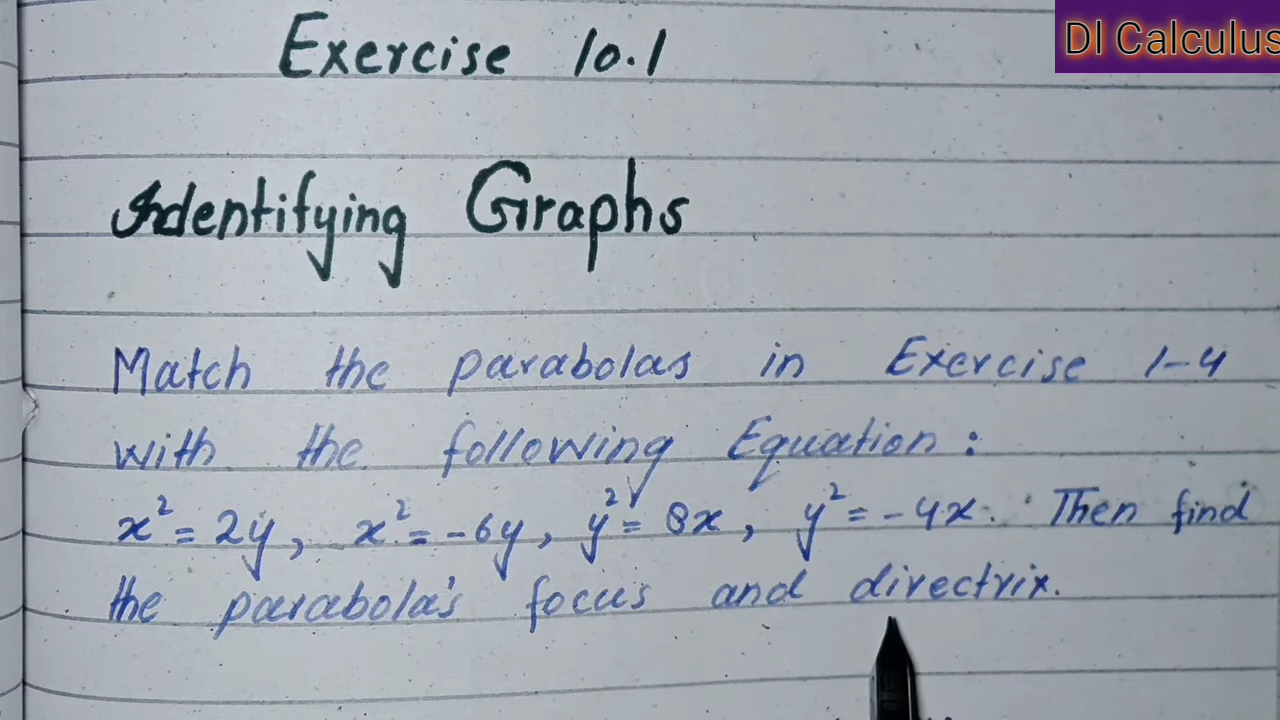 DI Calculus
Exercise 10.1
Identifying Graphs
Match the parabolas in Exercise 1-4
with the following Equation:
x² = 2y, x² = -6y, y² = 8x, y² = -4x. Then find
the parabola's focus and directrix.